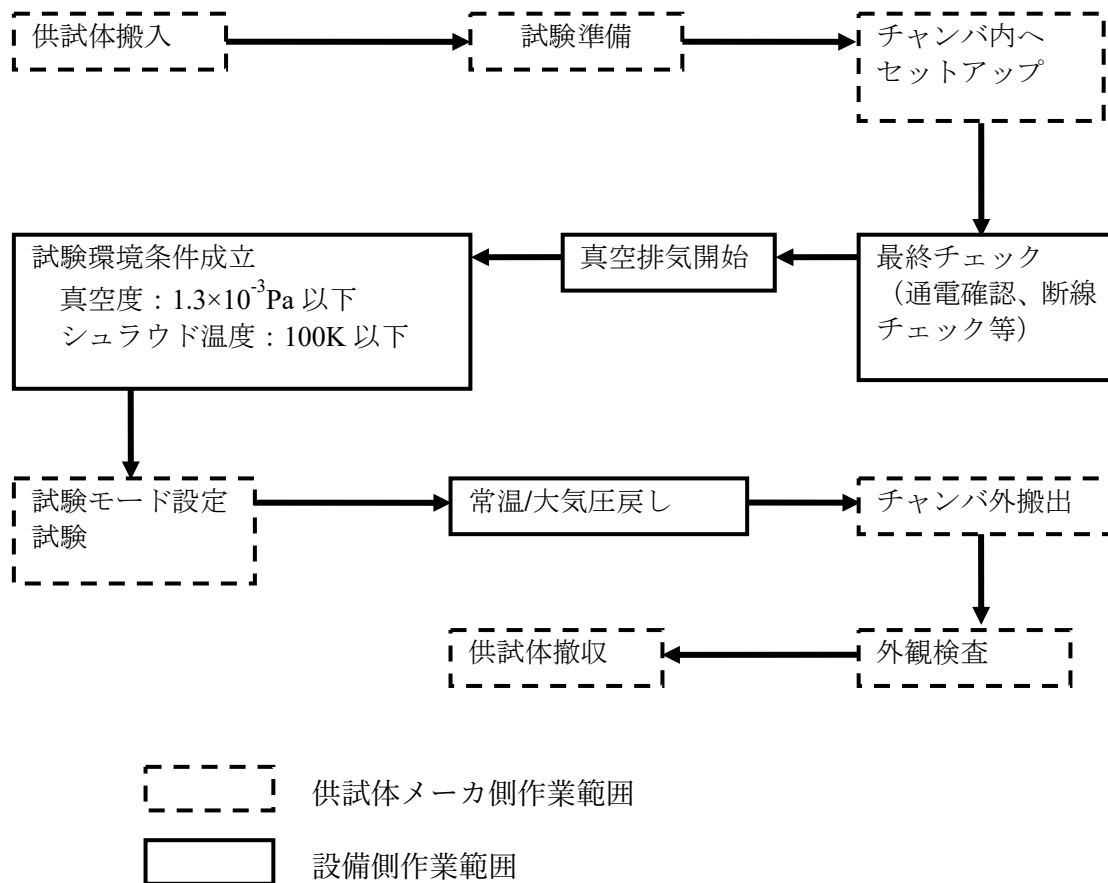 供試体搬入
試験準備
チャンバ内へ
セットアップ
最終チェック
（通電確認、断線
チェック等）
真空排気開始
試験環境条件成立
真空度：1.3×10⁻³Pa 以下
シュラウド温度：100K 以下
試験モード設定
試験
常温/大気圧戻し
チャンバ外搬出
外観検査
供試体撤収
供試体メーカ側作業範囲
設備側作業範囲